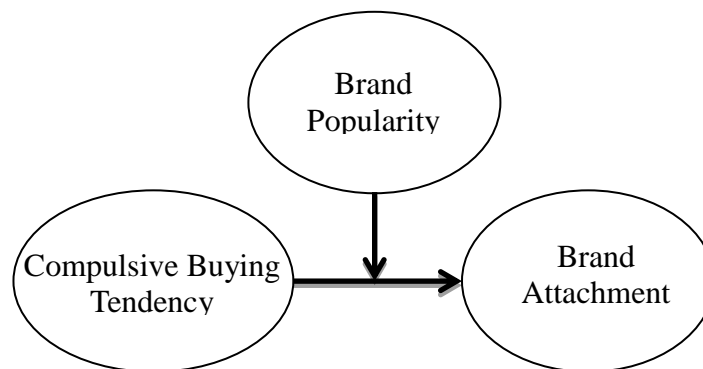 Brand
Popularity
Compulsive Buying
Tendency
Brand
Attachment